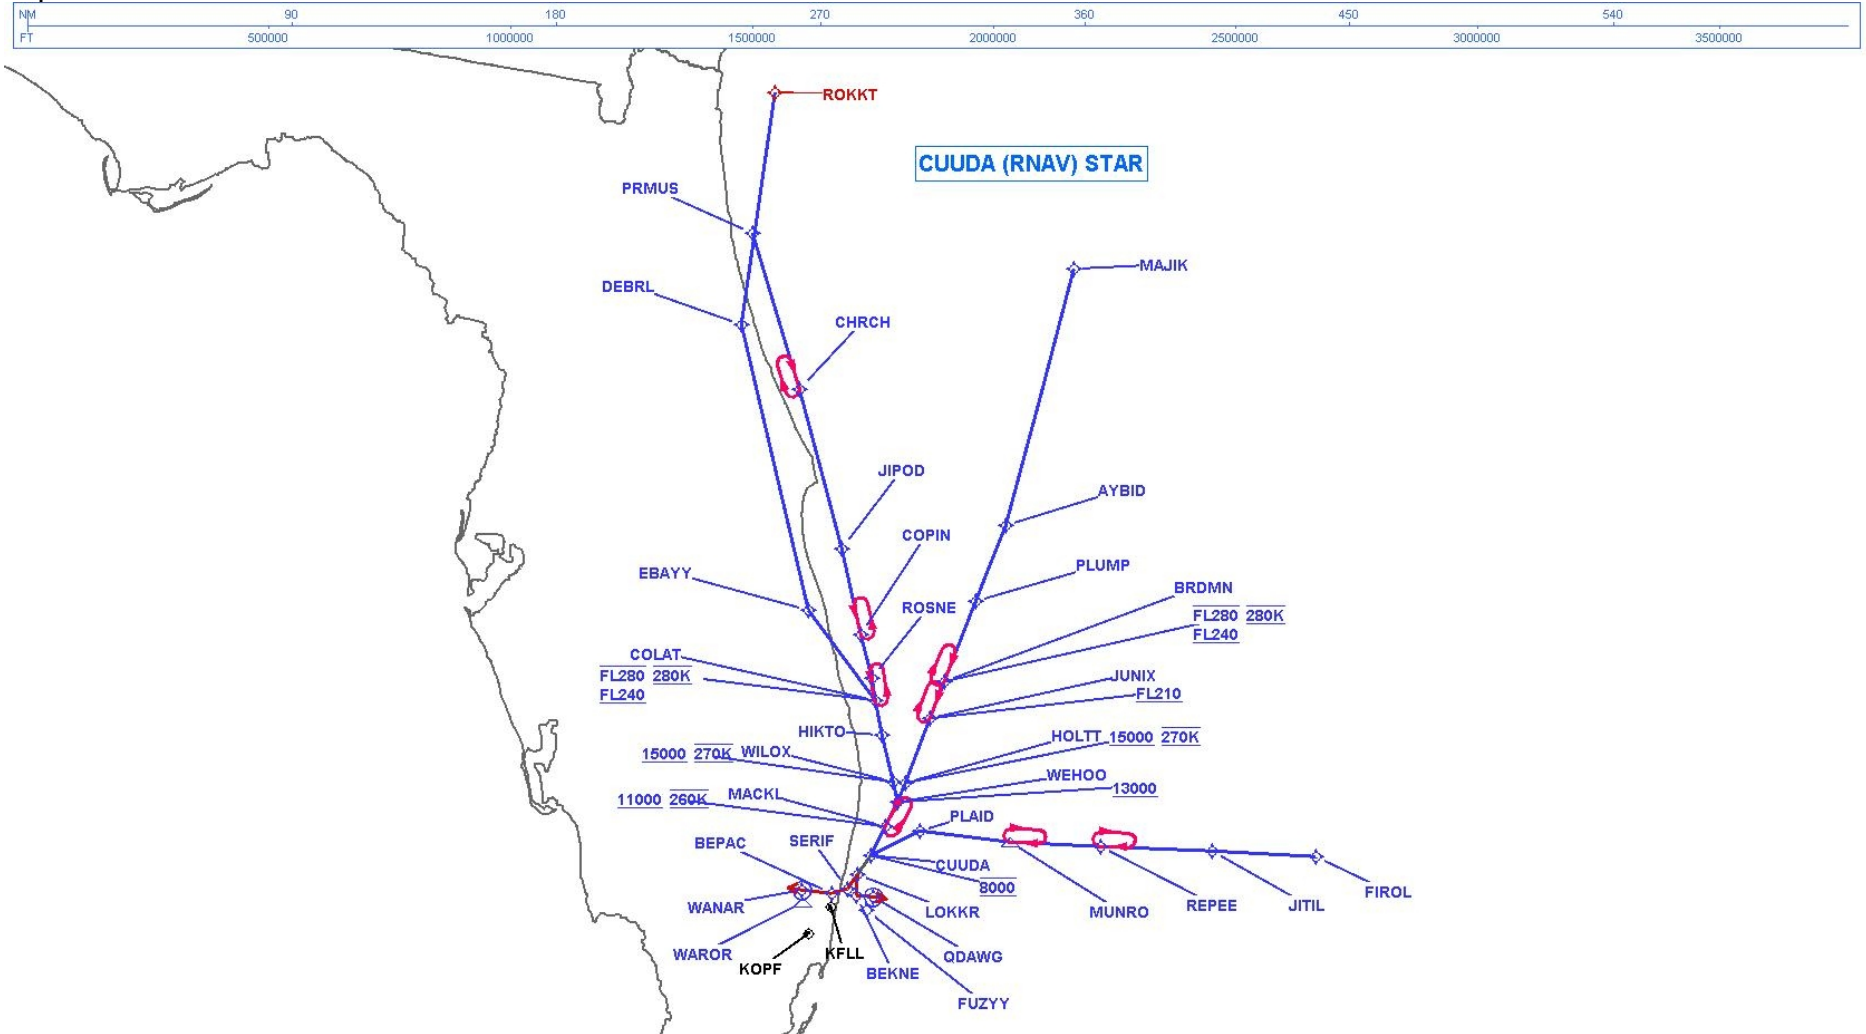 NM 90 180 270 360 450 540
FT 500000 1000000 1500000 2000000 2500000 3000000 3500000
ROKKT
CUUDA (RNAV) STAR
PRMUS
MAJIK
DEBRL
CHRCH
JIPOD
AYBID
COPIN
PLUMP
EBAYY
BRDMN
ROSNE
FL280 280K
FL240
COLAT
FL280 280K
FL240
JUNIX
FL210
HIKTO
HOLTT 15000 270K
15000 270K WILOX
WEHOO
13000
11000 260K MACKL
PLAID
SERIF
BEPAC
CUUDA
8000
FIROL
WANAR
LOKKR
MUNRO
REPEE
JITIL
WAROR
KFLL
QDAWG
KOPF
BEKNE
FUZYY